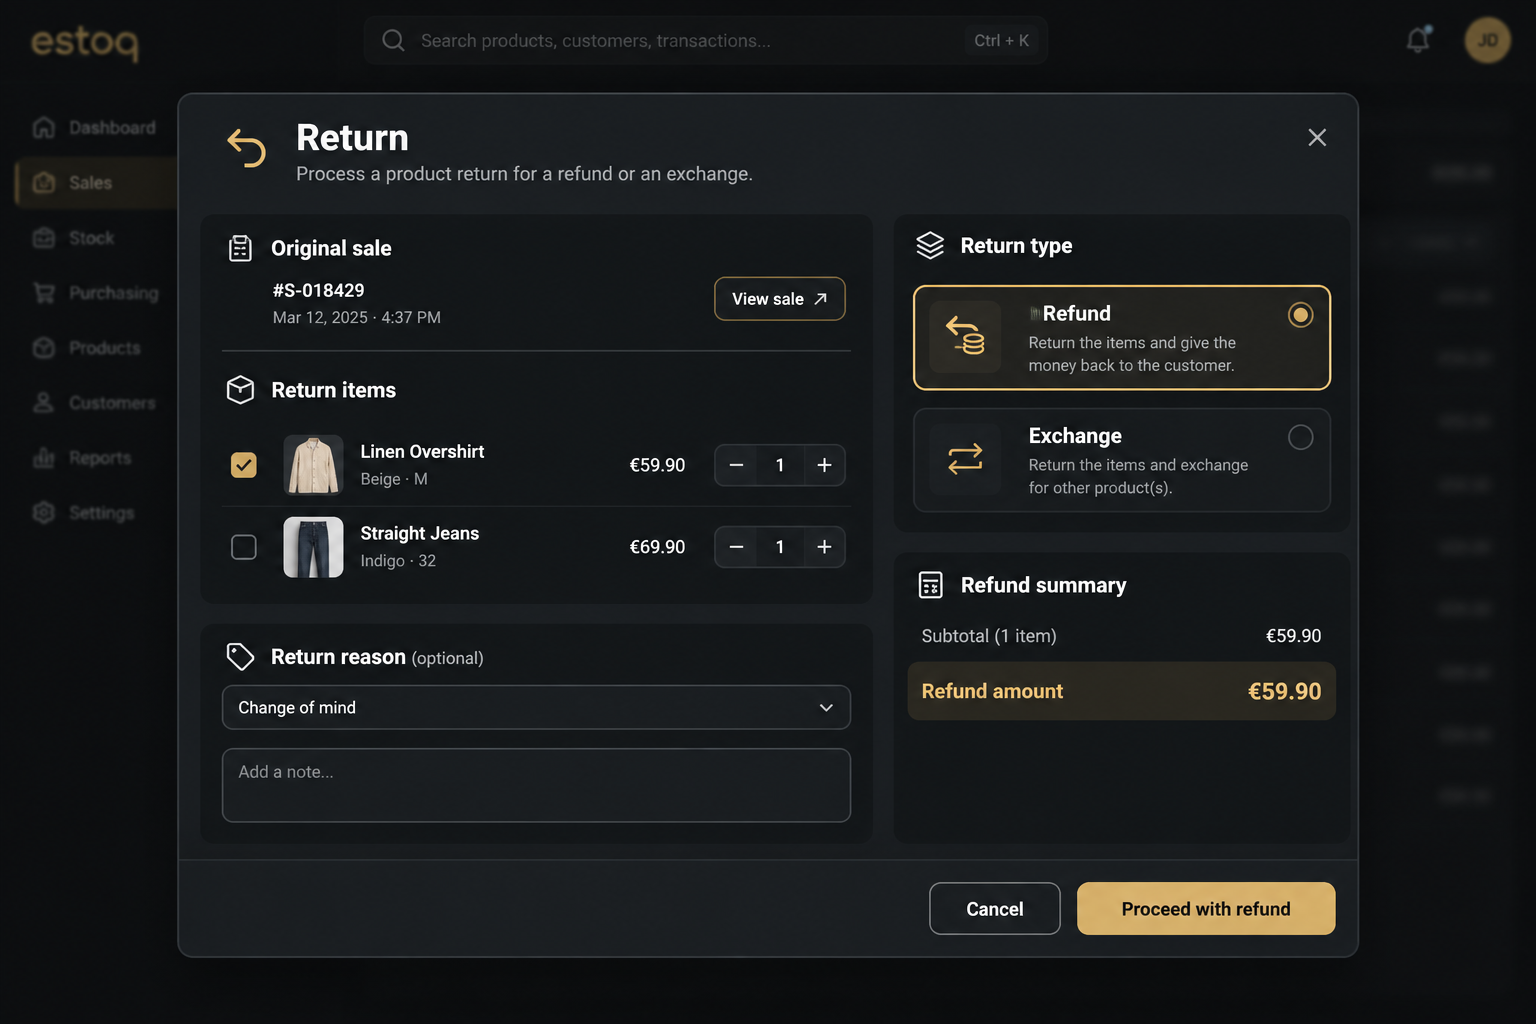 estoq
Search products, customers, transactions...
Ctrl + K
JD
Dashboard
Sales
Stock
Purchasing
Products
Customers
Reports
Settings
Return
Process a product return for a refund or an exchange.
Original sale
#S-018429
Mar 12, 2025 · 4:37 PM
View sale
Return items
Linen Overshirt
Beige · M
€59.90
1
Straight Jeans
Indigo · 32
€69.90
1
Return reason (optional)
Change of mind
Add a note...
Return type
Refund
Return the items and give the
money back to the customer.
Exchange
Return the items and exchange
for other product(s).
Refund summary
Subtotal (1 item)
€59.90
Refund amount
€59.90
Cancel
Proceed with refund